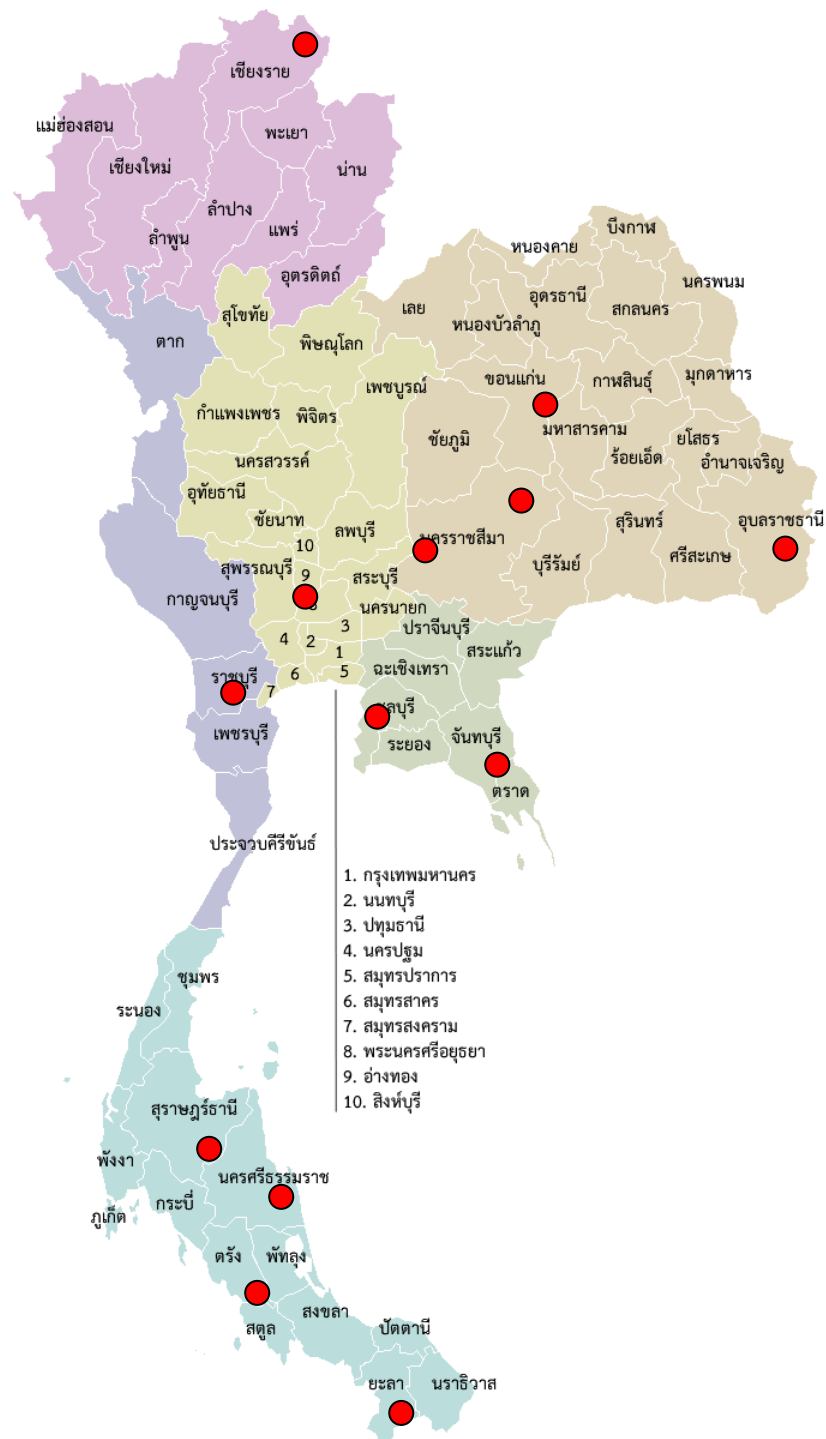 เชียงราย
แม่ฮ่องสอน
พะเยา
เชียงใหม่
น่าน
ลำปาง
แพร่
ลำพูน
อุตรดิตถ์
บึงกาฬ
หนองคาย
นครพนม
อุดรธานี
สกลนคร
เลย
หนองบัวลำภู
สุโขทัย
ตาก
พิษณุโลก
เพชบูรณ์
ขอนแก่น
กาฬสินธุ์
มุกดาหาร
กำแพงเพชร
พิจิตร
มหาสารคาม
ชัยภูมิ
ยโสธร
ร้อยเอ็ด
อำนาจเจริญ
นครสวรรค์
อุทัยธานี
ชัยนาท
ลพบุรี
สุรินทร์
อุบลราชธานี
นครราชสีมา
10
สุพรรณบุรี
9
สระบุรี
บุรีรัมย์
ศรีสะเกษ
กาญจนบุรี
8
นครนายก
3
ปราจีนบุรี
4
2
1
สระแก้ว
ฉะเชิงเทรา
5
6
ราชบุรี
7
ชลบุรี
เพชรบุรี
ระยอง
จันทบุรี
ตราด
ประจวบคีรีขันธ์
1. กรุงเทพมหานคร
2. นนทบุรี
3. ปทุมธานี
4. นครปฐม
5. สมุทรปราการ
6. สมุทรสาคร
7. สมุทรสงคราม
8. พระนครศรีอยุธยา
9. อ่างทอง
10. สิงห์บุรี
ชุมพร
ระนอง
สุราษฎร์ธานี
พังงา
นครศรีธรรมราช
กระบี่
ภูเก็ต
ตรัง
พัทลุง
สงขลา
สตูล
ปัตตานี
ยะลา
นราธิวาส